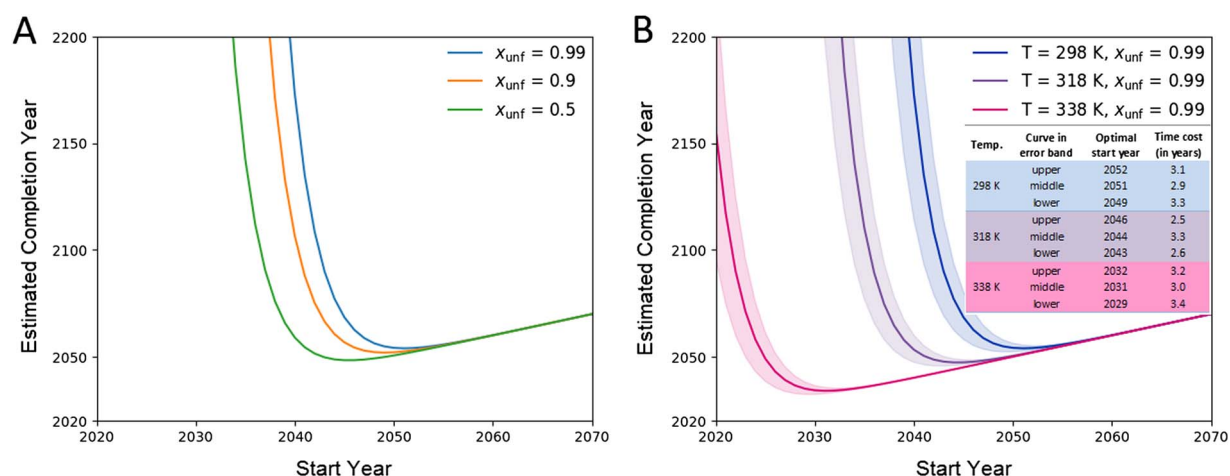 A
Estimated Completion Year
2200
2150
2100
2050
2020
2020 2030 2040 2050 2060 2070
Start Year
x_unf = 0.99
x_unf = 0.9
x_unf = 0.5
B
Estimated Completion Year
2200
2150
2100
2050
2020
2020 2030 2040 2050 2060 2070
Start Year
T = 298 K, x_unf = 0.99
T = 318 K, x_unf = 0.99
T = 338 K, x_unf = 0.99
Temp. Curve in error band Optimal start year Time cost (in years)
298 K
upper 2052 3.1
middle 2051 2.9
lower 2049 3.3
318 K
upper 2046 2.5
middle 2044 3.3
lower 2043 2.6
338 K
upper 2032 3.2
middle 2031 3.0
lower 2029 3.4